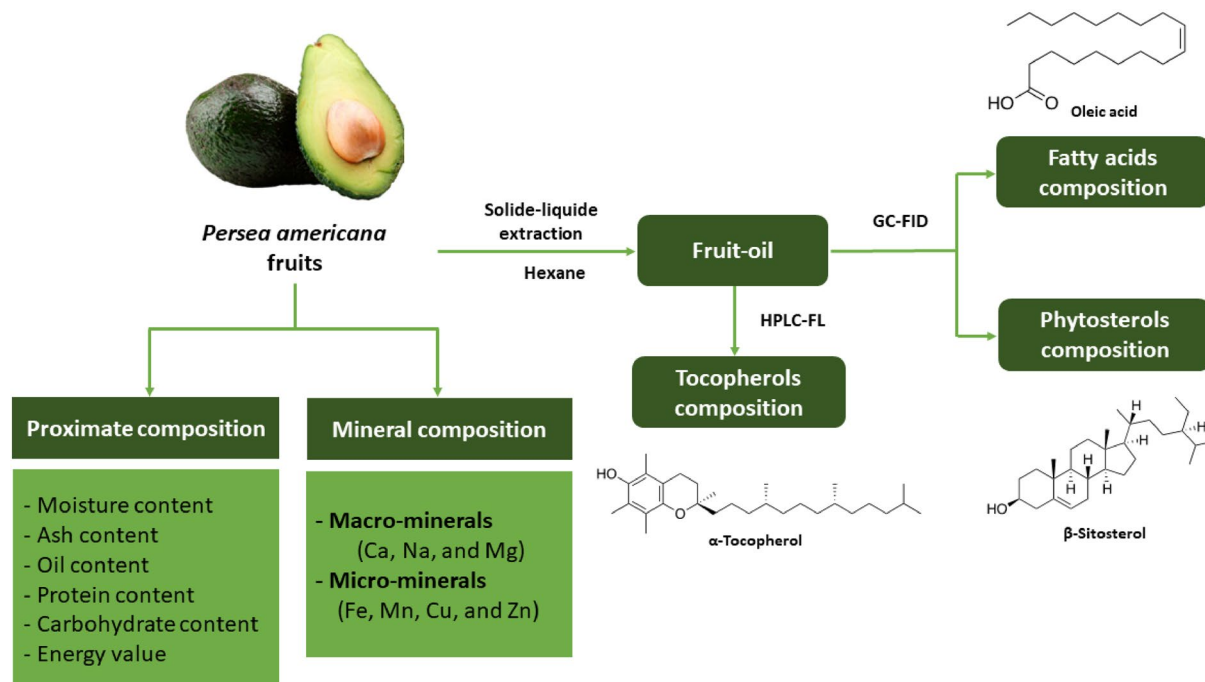 HO
O
Oleic acid
Fatty acids
composition
Solide-liquide
extraction
Hexane
Persea americana
fruits
Fruit-oil
GC-FID
HPLC-FL
Phytosterols
composition
Tocopherols
composition
Proximate composition
- Moisture content
- Ash content
- Oil content
- Protein content
- Carbohydrate content
- Energy value
Mineral composition
- Macro-minerals
(Ca, Na, and Mg)
- Micro-minerals
(Fe, Mn, Cu, and Zn)
HO
O
α-Tocopherol
H
H
H
H
H
HO
β-Sitosterol